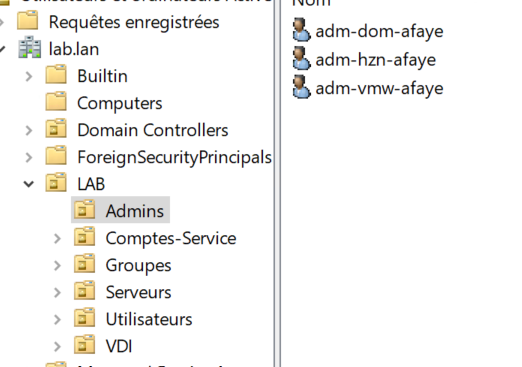 Requêtes enregistrées
lab.lan
Builtin
Computers
Domain Controllers
ForeignSecurityPrincipals
LAB
Admins
Comptes-Service
Groupes
Serveurs
Utilisateurs
VDI
Nom
adm-dom-afaye
adm-hzn-afaye
adm-vmw-afaye